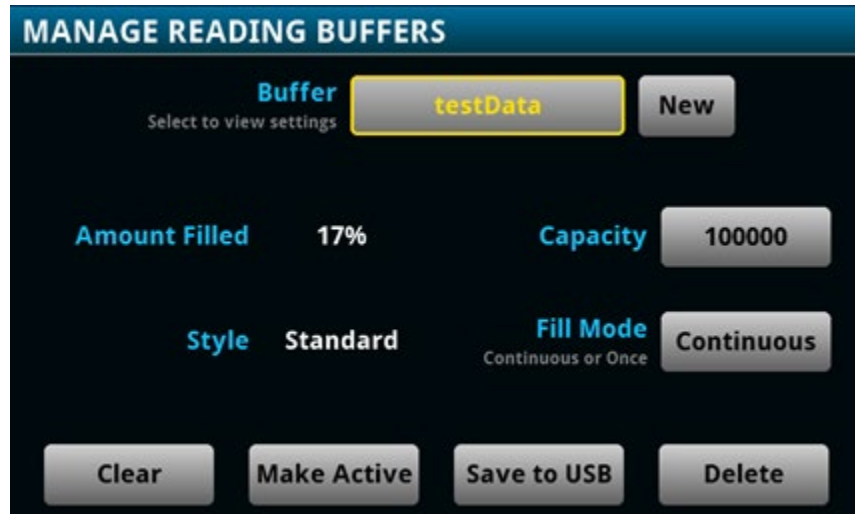 MANAGE READING BUFFERS
Buffer
Select to view settings
testData
New
Amount Filled
17%
Capacity
100000
Style
Standard
Fill Mode
Continuous or Once
Continuous
Clear
Make Active
Save to USB
Delete